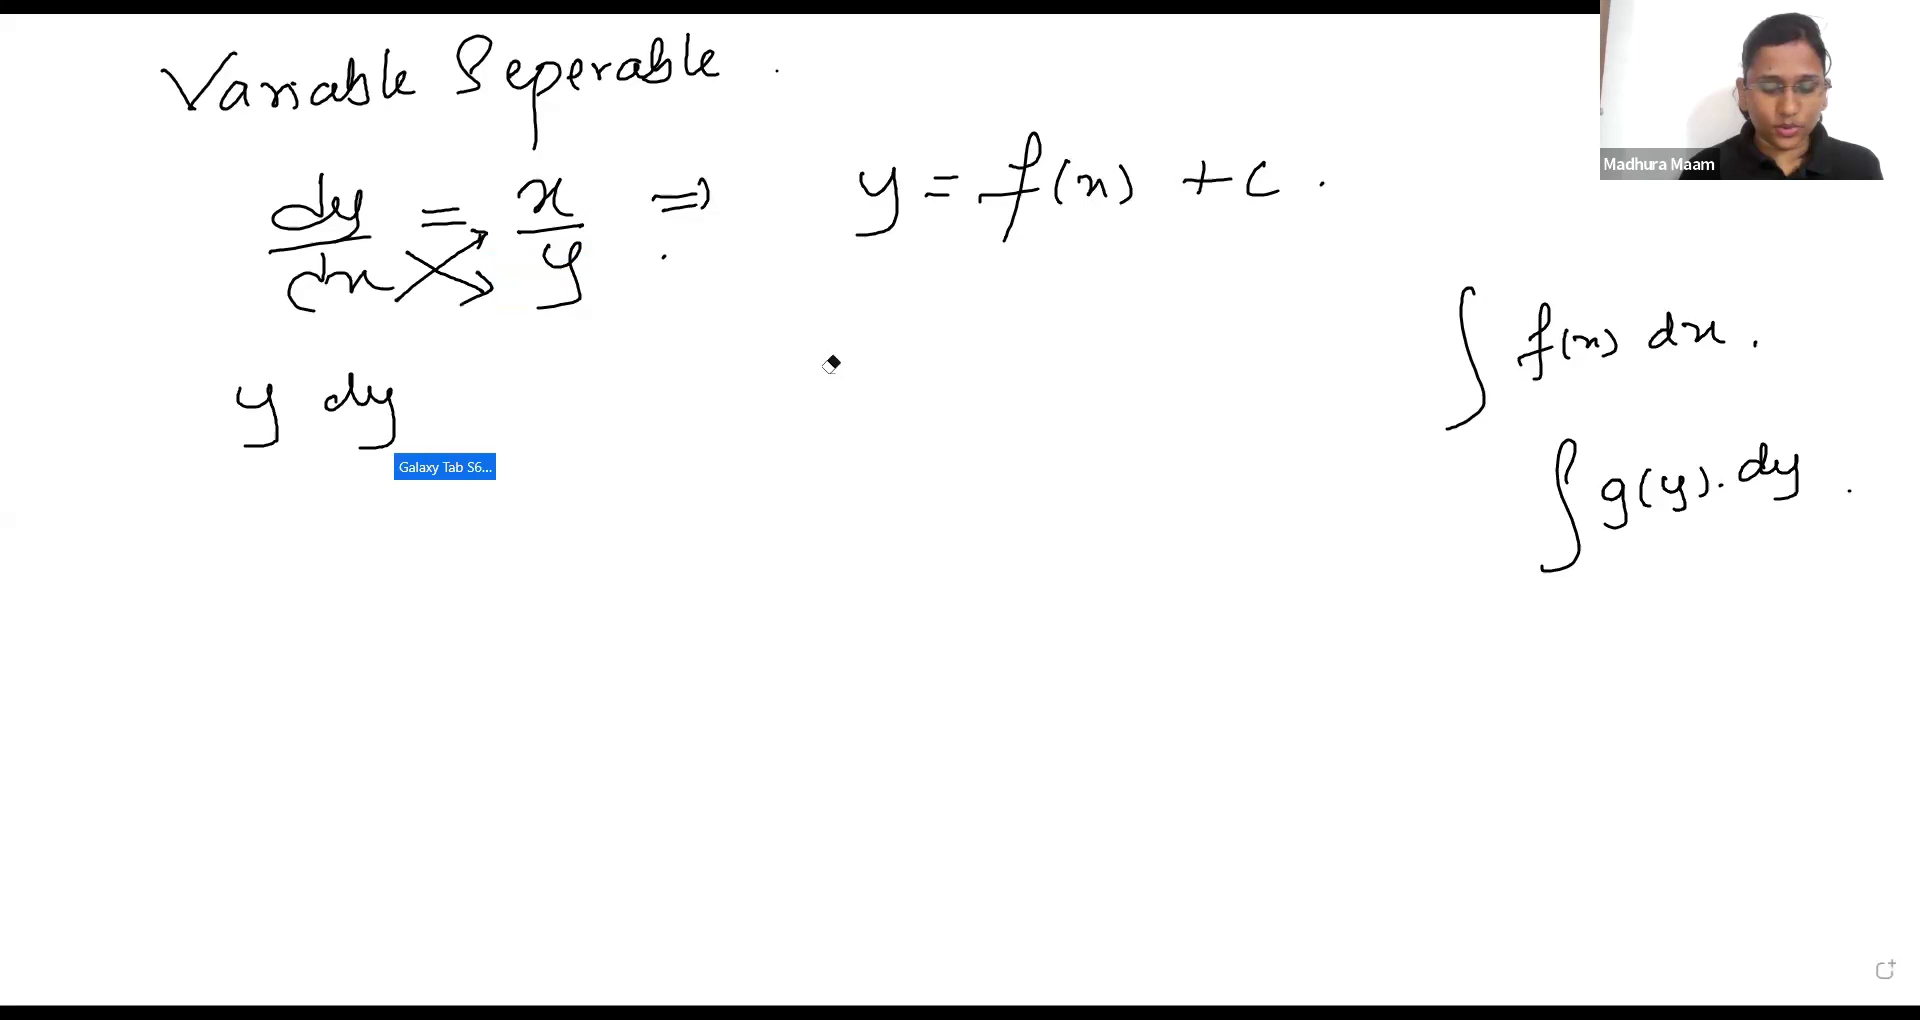 Variable Seperable .
dy/dx = x/y ⇒ y = f(x) + c .
∫ f(x) dx .
y dy
∫ g(y) . dy .
Galaxy Tab S6...
Madhura Maam